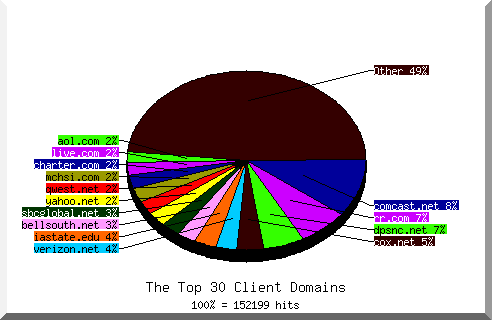 Other 49%
aol.com 2%
live.com 2%
charter.com 2%
mchsi.com 2%
qwest.net 2%
yahoo.net 2%
sbcglobal.net 3%
bellsouth.net 3%
iastate.edu 4%
verizon.net 4%
comcast.net 8%
rr.com 7%
dpsnc.net 7%
cox.net 5%
The Top 30 Client Domains
100% = 152199 hits